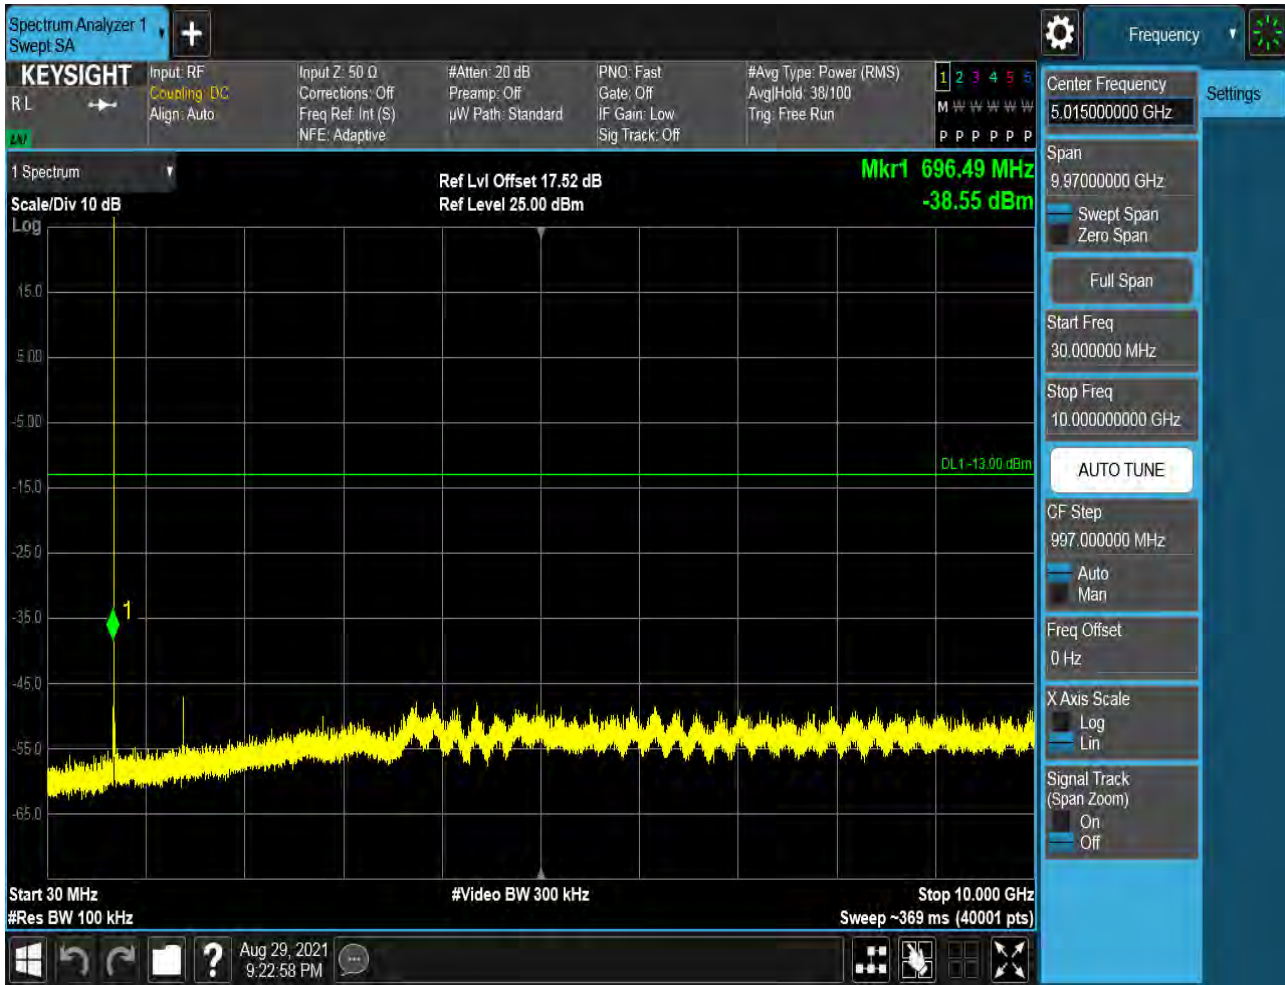 Spectrum Analyzer 1
Swept SA
Frequency
KEYSIGHT
R L
Input: RF
Coupling: DC
Align: Auto
Input Z: 50 Ω
Corrections: Off
Freq Ref: Int (S)
NFE: Adaptive
#Atten: 20 dB
Preamp: Off
µW Path: Standard
PNO: Fast
Gate: Off
IF Gain: Low
Sig Track: Off
#Avg Type: Power (RMS)
Avg|Hold: 38/100
Trig: Free Run
1 2 3 4 5 6
M W W W W W
P P P P P P
Center Frequency
5.015000000 GHz
Settings
Span
9.97000000 GHz
Swept Span
Zero Span
Full Span
Start Freq
30.000000 MHz
Stop Freq
10.000000000 GHz
AUTO TUNE
CF Step
997.000000 MHz
Auto
Man
Freq Offset
0 Hz
X Axis Scale
Log
Lin
Signal Track
(Span Zoom)
On
Off
1 Spectrum
Scale/Div 10 dB
Log
Ref Lvl Offset 17.52 dB
Ref Level 25.00 dBm
Mkr1 696.49 MHz
-38.55 dBm
15.0
5.00
-5.00
DL1 -13.00 dBm
-15.0
-25.0
-35.0
1
-45.0
-55.0
-65.0
Start 30 MHz
#Video BW 300 kHz
Stop 10.000 GHz
#Res BW 100 kHz
Sweep ~369 ms (40001 pts)
?
Aug 29, 2021
9:22:58 PM